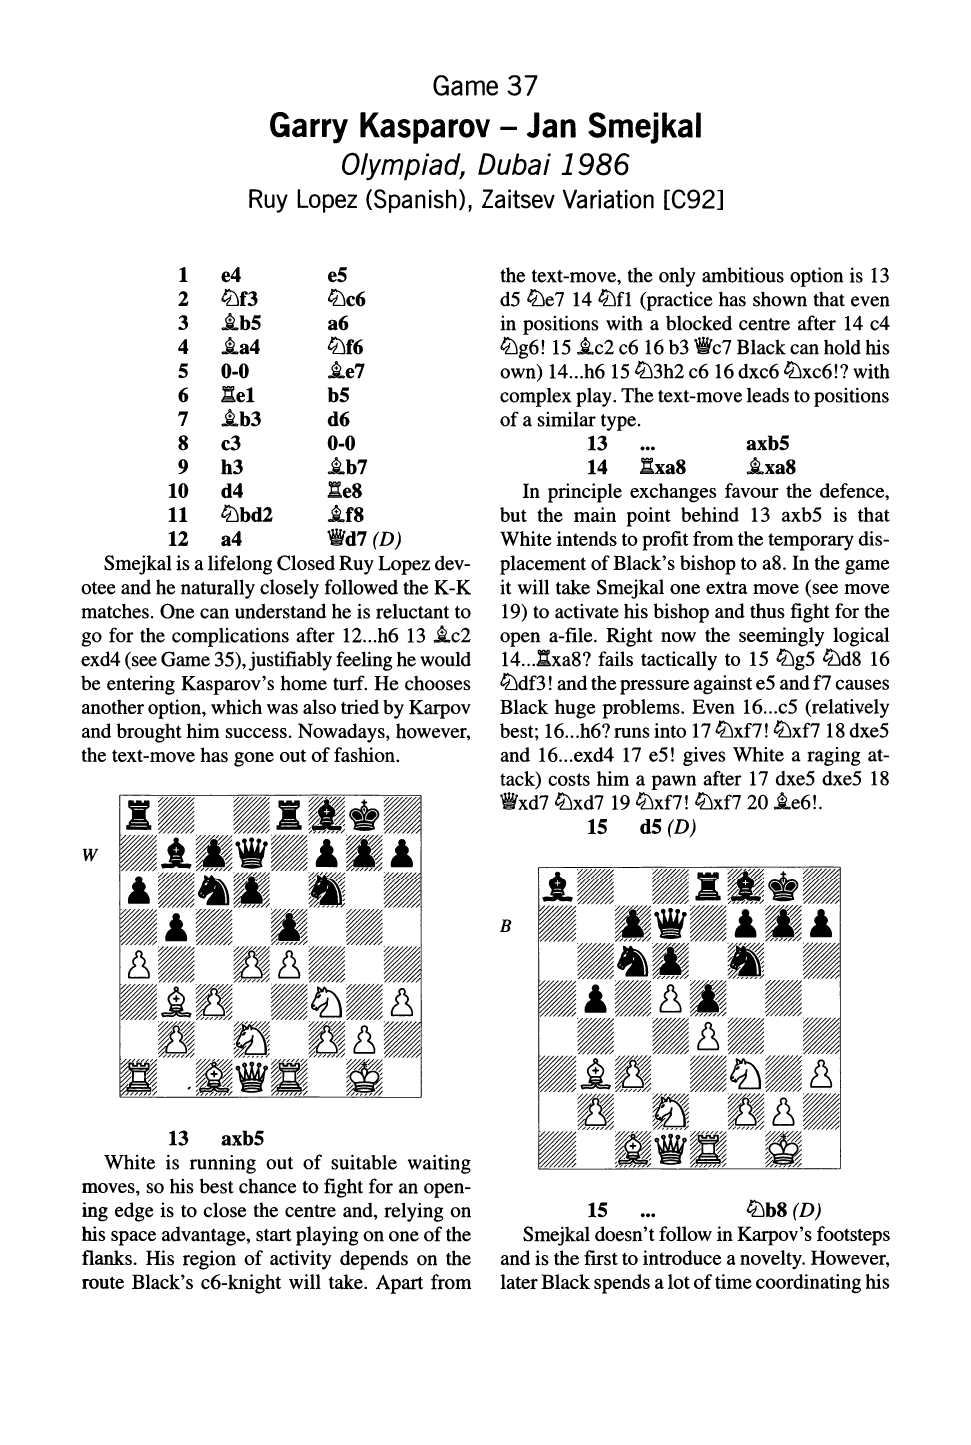 Game 37
Garry Kasparov – Jan Smejkal
Olympiad, Dubai 1986
Ruy Lopez (Spanish), Zaitsev Variation [C92]
1 e4 e5
2 ♘f3 ♘c6
3 ♗b5 a6
4 ♗a4 ♘f6
5 0-0 ♗e7
6 ♖e1 b5
7 ♗b3 d6
8 c3 0-0
9 h3 ♗b7
10 d4 ♖e8
11 ♘bd2 ♗f8
12 a4 ♕d7 (D)
Smejkal is a lifelong Closed Ruy Lopez dev-
otee and he naturally closely followed the K-K
matches. One can understand he is reluctant to
go for the complications after 12...h6 13 ♗c2
exd4 (see Game 35), justifiably feeling he would
be entering Kasparov's home turf. He chooses
another option, which was also tried by Karpov
and brought him success. Nowadays, however,
the text-move has gone out of fashion.
W
13 axb5
White is running out of suitable waiting
moves, so his best chance to fight for an open-
ing edge is to close the centre and, relying on
his space advantage, start playing on one of the
flanks. His region of activity depends on the
route Black's c6-knight will take. Apart from
the text-move, the only ambitious option is 13
d5 ♘e7 14 ♘f1 (practice has shown that even
in positions with a blocked centre after 14 c4
♘g6! 15 ♗c2 c6 16 b3 ♕c7 Black can hold his
own) 14...h6 15 ♘3h2 c6 16 dxc6 ♘xc6!? with
complex play. The text-move leads to positions
of a similar type.
13 ... axb5
14 ♖xa8 ♗xa8
In principle exchanges favour the defence,
but the main point behind 13 axb5 is that
White intends to profit from the temporary dis-
placement of Black's bishop to a8. In the game
it will take Smejkal one extra move (see move
19) to activate his bishop and thus fight for the
open a-file. Right now the seemingly logical
14...♖xa8? fails tactically to 15 ♘g5 ♘d8 16
♘df3! and the pressure against e5 and f7 causes
Black huge problems. Even 16...c5 (relatively
best; 16...h6? runs into 17 ♘xf7! ♘xf7 18 dxe5
and 16...exd4 17 e5! gives White a raging at-
tack) costs him a pawn after 17 dxe5 dxe5 18
♕xd7 ♘xd7 19 ♘xf7! ♘xf7 20 ♗e6!.
15 d5 (D)
B
15 ... ♘b8 (D)
Smejkal doesn't follow in Karpov's footsteps
and is the first to introduce a novelty. However,
later Black spends a lot of time coordinating his